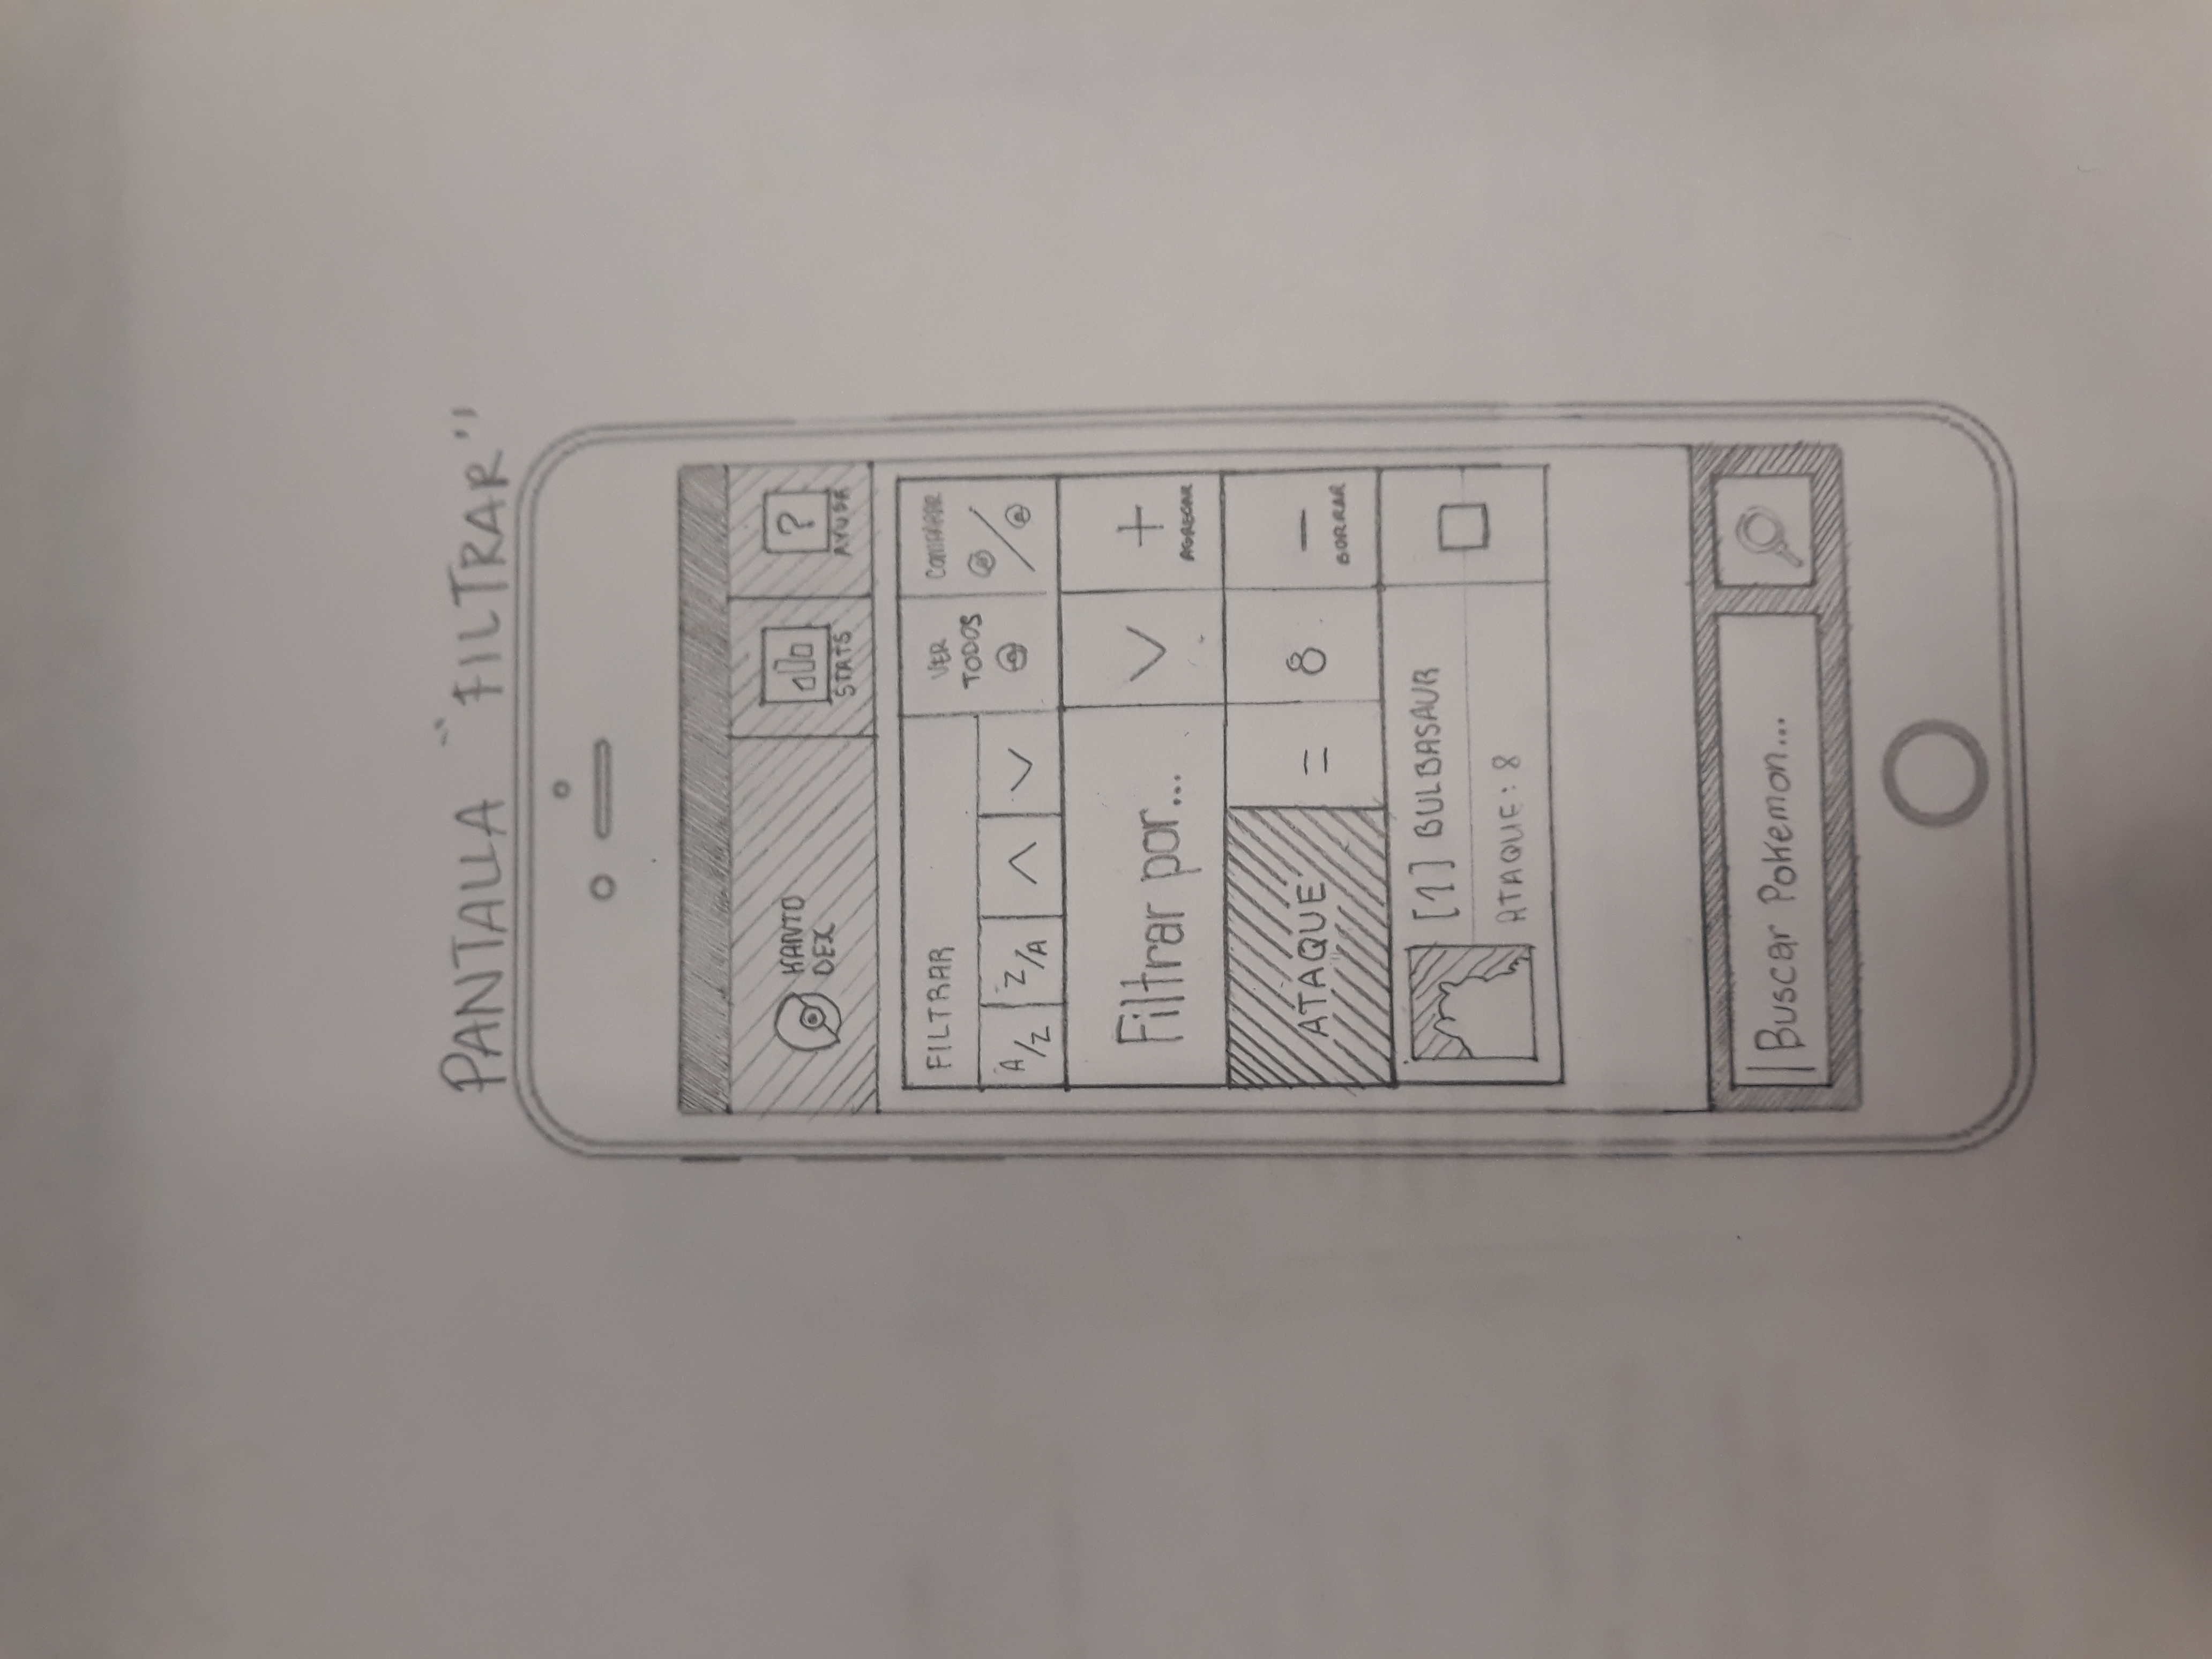 PANTALLA "FILTRAR"
KANTO
DEX
STATS
?
AYUDA
FILTRAR
VER
TODOS
COMPARAR
A/Z
Z/A
Filtrar por...
+
AGREGAR
ATAQUE
=
8
-
BORRAR
[1] BULBASAUR
ATAQUE: 8
Buscar Pokemon...